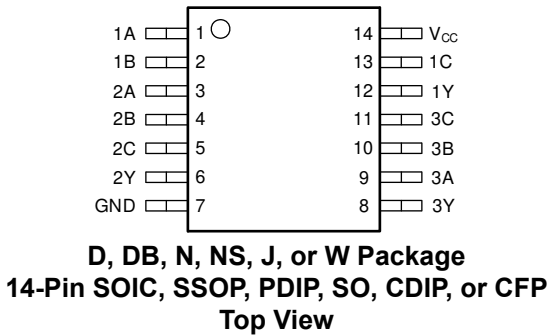 1A 1 14 VCC
1B 2 13 1C
2A 3 12 1Y
2B 4 11 3C
2C 5 10 3B
2Y 6 9 3A
GND 7 8 3Y
D, DB, N, NS, J, or W Package
14-Pin SOIC, SSOP, PDIP, SO, CDIP, or CFP
Top View